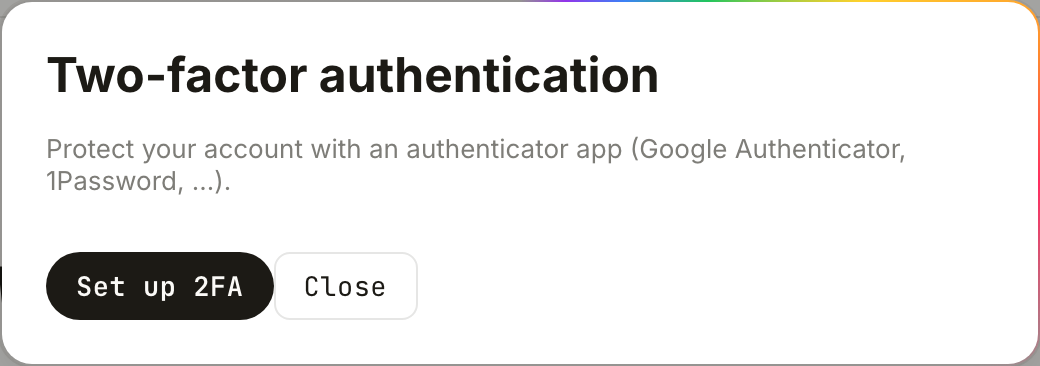 Two-factor authentication
Protect your account with an authenticator app (Google Authenticator,
1Password, ...).
Set up 2FA
Close